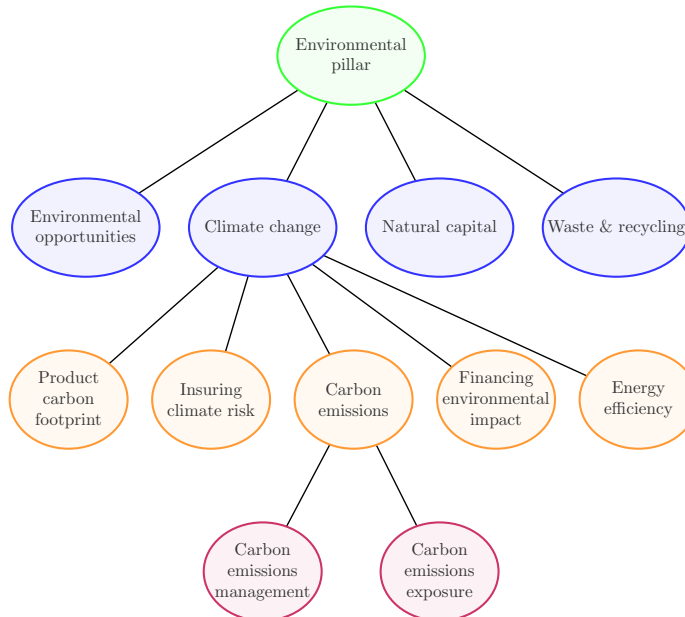 Environmental
pillar
Environmental
opportunities
Climate change
Natural capital
Waste & recycling
Product
carbon
footprint
Insuring
climate risk
Carbon
emissions
Financing
environmental
impact
Energy
efficiency
Carbon
emissions
management
Carbon
emissions
exposure